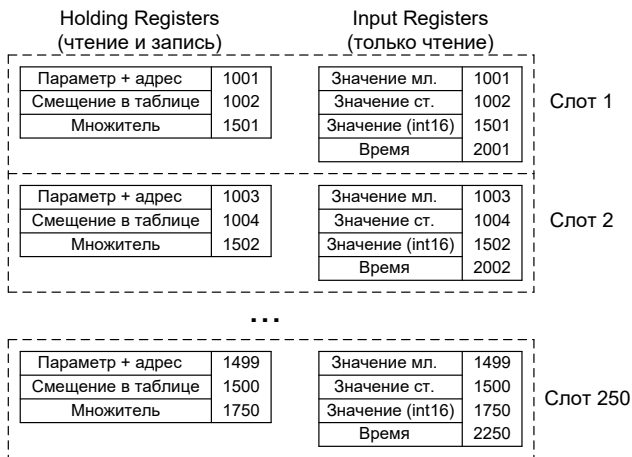 Holding Registers Input Registers
(чтение и запись) (только чтение)
Параметр + адрес 1001 Значение мл. 1001
Смещение в таблице 1002 Значение ст. 1002 Слот 1
Множитель 1501 Значение (int16) 1501
Время 2001
Параметр + адрес 1003 Значение мл. 1003
Смещение в таблице 1004 Значение ст. 1004 Слот 2
Множитель 1502 Значение (int16) 1502
Время 2002
...
Параметр + адрес 1499 Значение мл. 1499
Смещение в таблице 1500 Значение ст. 1500 Слот 250
Множитель 1750 Значение (int16) 1750
Время 2250